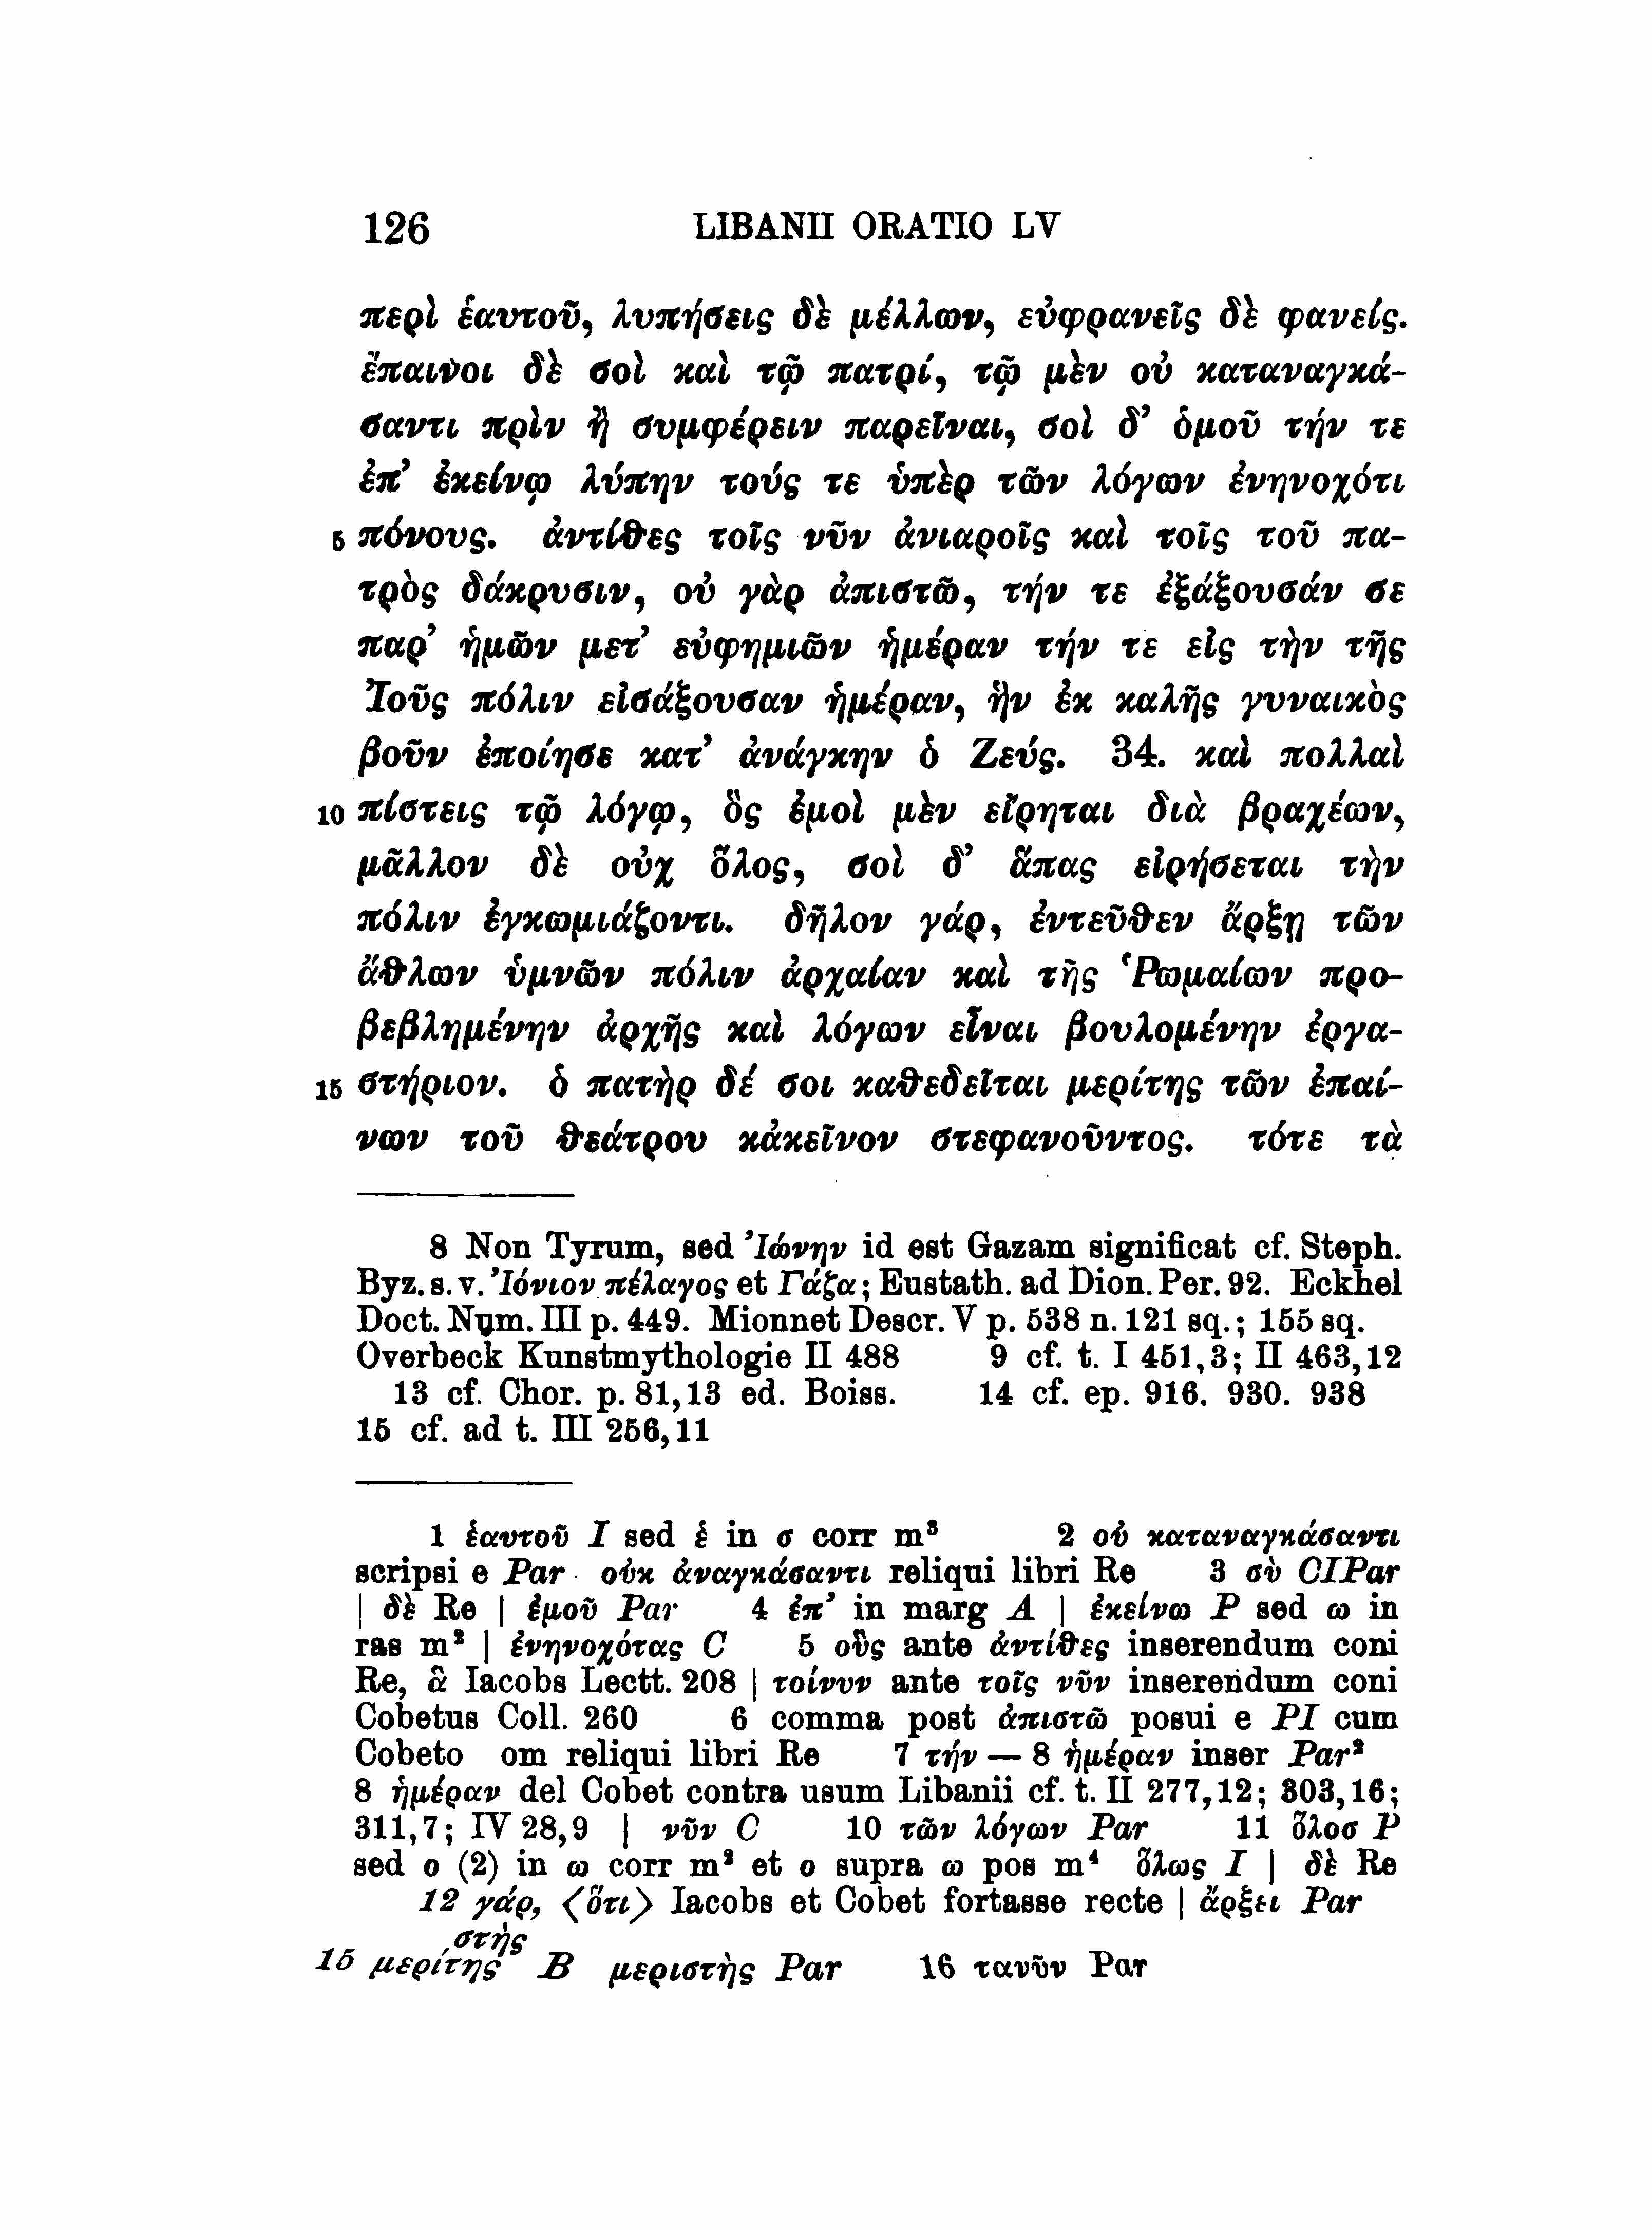 126 LIBANII ORATIO LV
περὶ ἑαυτοῦ, λυπήσεις δὲ μέλλων, εὐφρανεῖς δὲ φανείς.
ἔπαινοι δὲ σοὶ καὶ τῷ πατρί, τῷ μὲν οὐ καταναγκά-
σαντι πρὶν ἢ συμφέρειν παρεῖναι, σοὶ δ’ ὁμοῦ τήν τε
ἐπ’ ἐκείνῳ λύπην τούς τε ὑπὲρ τῶν λόγων ἐνηνοχότι
5 πόνους. ἀντίθες τοῖς νῦν ἀνιαροῖς καὶ τοῖς τοῦ πα-
τρὸς δάκρυσιν, οὐ γὰρ ἀπιστῶ, τήν τε ἐξάξουσάν σε
παρ’ ἡμῶν μετ’ εὐφημιῶν ἡμέραν τήν τε εἰς τὴν τῆς
Ἰοῦς πόλιν εἰσάξουσαν ἡμέραν, ἣν ἐκ καλῆς γυναικὸς
βοῦν ἐποίησε κατ’ ἀνάγκην ὁ Ζεύς. 34. καὶ πολλαὶ
10 πίστεις τῷ λόγῳ, ὃς ἐμοὶ μὲν εἴρηται διὰ βραχέων,
μᾶλλον δὲ οὐχ ὅλος, σοὶ δ’ ἅπας εἰρήσεται τὴν
πόλιν ἐγκωμιάζοντι. δῆλον γάρ, ἐντεῦθεν ἄρξῃ τῶν
ἄθλων ὑμνῶν πόλιν ἀρχαίαν καὶ τῆς Ῥωμαίων προ-
βεβλημένην ἀρχῆς καὶ λόγων εἶναι βουλομένην ἐργα-
15 στήριον. ὁ πατὴρ δέ σοι καθεδεῖται μερίτης τῶν ἐπαί-
νων τοῦ θεάτρου κἀκεῖνον στεφανοῦντος. τότε τὰ
8 Non Tyrum, sed Ἰώνην id est Gazam significat cf. Steph.
Byz. s. v. Ἰόνιον πέλαγος et Γάζα; Eustath. ad Dion. Per. 92. Eckhel
Doct. Num. III p. 449. Mionnet Descr. V p. 538 n. 121 sq.; 155 sq.
Overbeck Kunstmythologie II 488 9 cf. t. I 451,3; II 463,12
13 cf. Chor. p. 81,13 ed. Boiss. 14 cf. ep. 916. 930. 938
15 cf. ad t. III 256,11
1 ἑαυτοῦ I sed ἑ in σ corr m³ 2 οὐ καταναγκάσαντι
scripsi e Par οὐκ ἀναγκάσαντι reliqui libri Re 3 σὺ CIPar
| δὲ Re | ἐμοῦ Par 4 ἐπ’ in marg A | ἐκείνω P sed ω in
ras m² | ἐνηνοχότας C 5 οὓς ante ἀντίθες inserendum coni
Re, ἃ Iacobs Lectt. 208 | τοίνυν ante τοῖς νῦν inserendum coni
Cobetus Coll. 260 6 comma post ἀπιστῶ posui e PI cum
Cobeto om reliqui libri Re 7 τήν — 8 ἡμέραν inser Par²
8 ἡμέραν del Cobet contra usum Libanii cf. t. II 277,12; 303,16;
311,7; IV 28,9 | νῦν C 10 τῶν λόγων Par 11 ὅλοσ P
sed ο (2) in ω corr m² et ο supra ω pos m⁴ ὅλως I | δὲ Re
12 γάρ, ⟨ὅτι⟩ Iacobs et Cobet fortasse recte | ἄρξει Par
στὴς
15 μερίτης B μεριστὴς Par 16 τανῦν Par